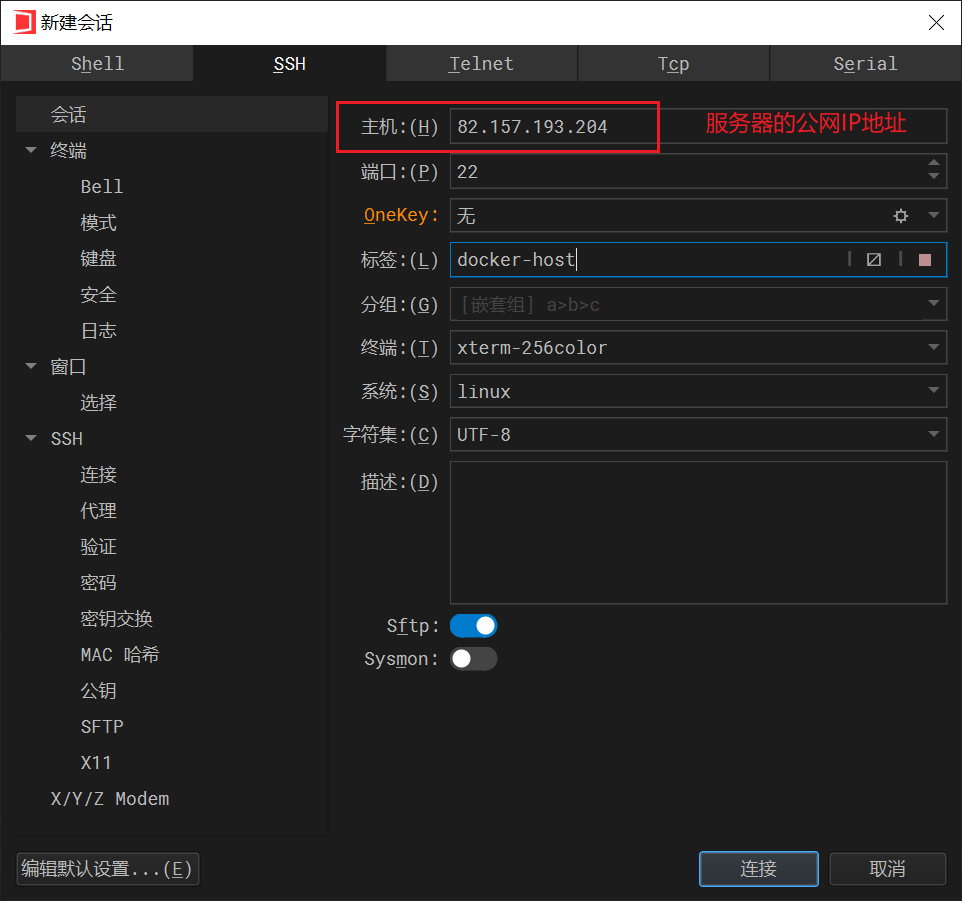 新建会话
Shell
SSH
Telnet
Tcp
Serial
会话
终端
Bell
模式
键盘
安全
日志
窗口
选择
SSH
连接
代理
验证
密码
密钥交换
MAC 哈希
公钥
SFTP
X11
X/Y/Z Modem
主机:(H) 82.157.193.204 服务器的公网IP地址
端口:(P) 22
OneKey: 无
标签:(L) docker-host
分组:(G) [嵌套组] a>b>c
终端:(T) xterm-256color
系统:(S) linux
字符集:(C) UTF-8
描述:(D)
Sftp:
Sysmon:
编辑默认设置...(E)
连接
取消